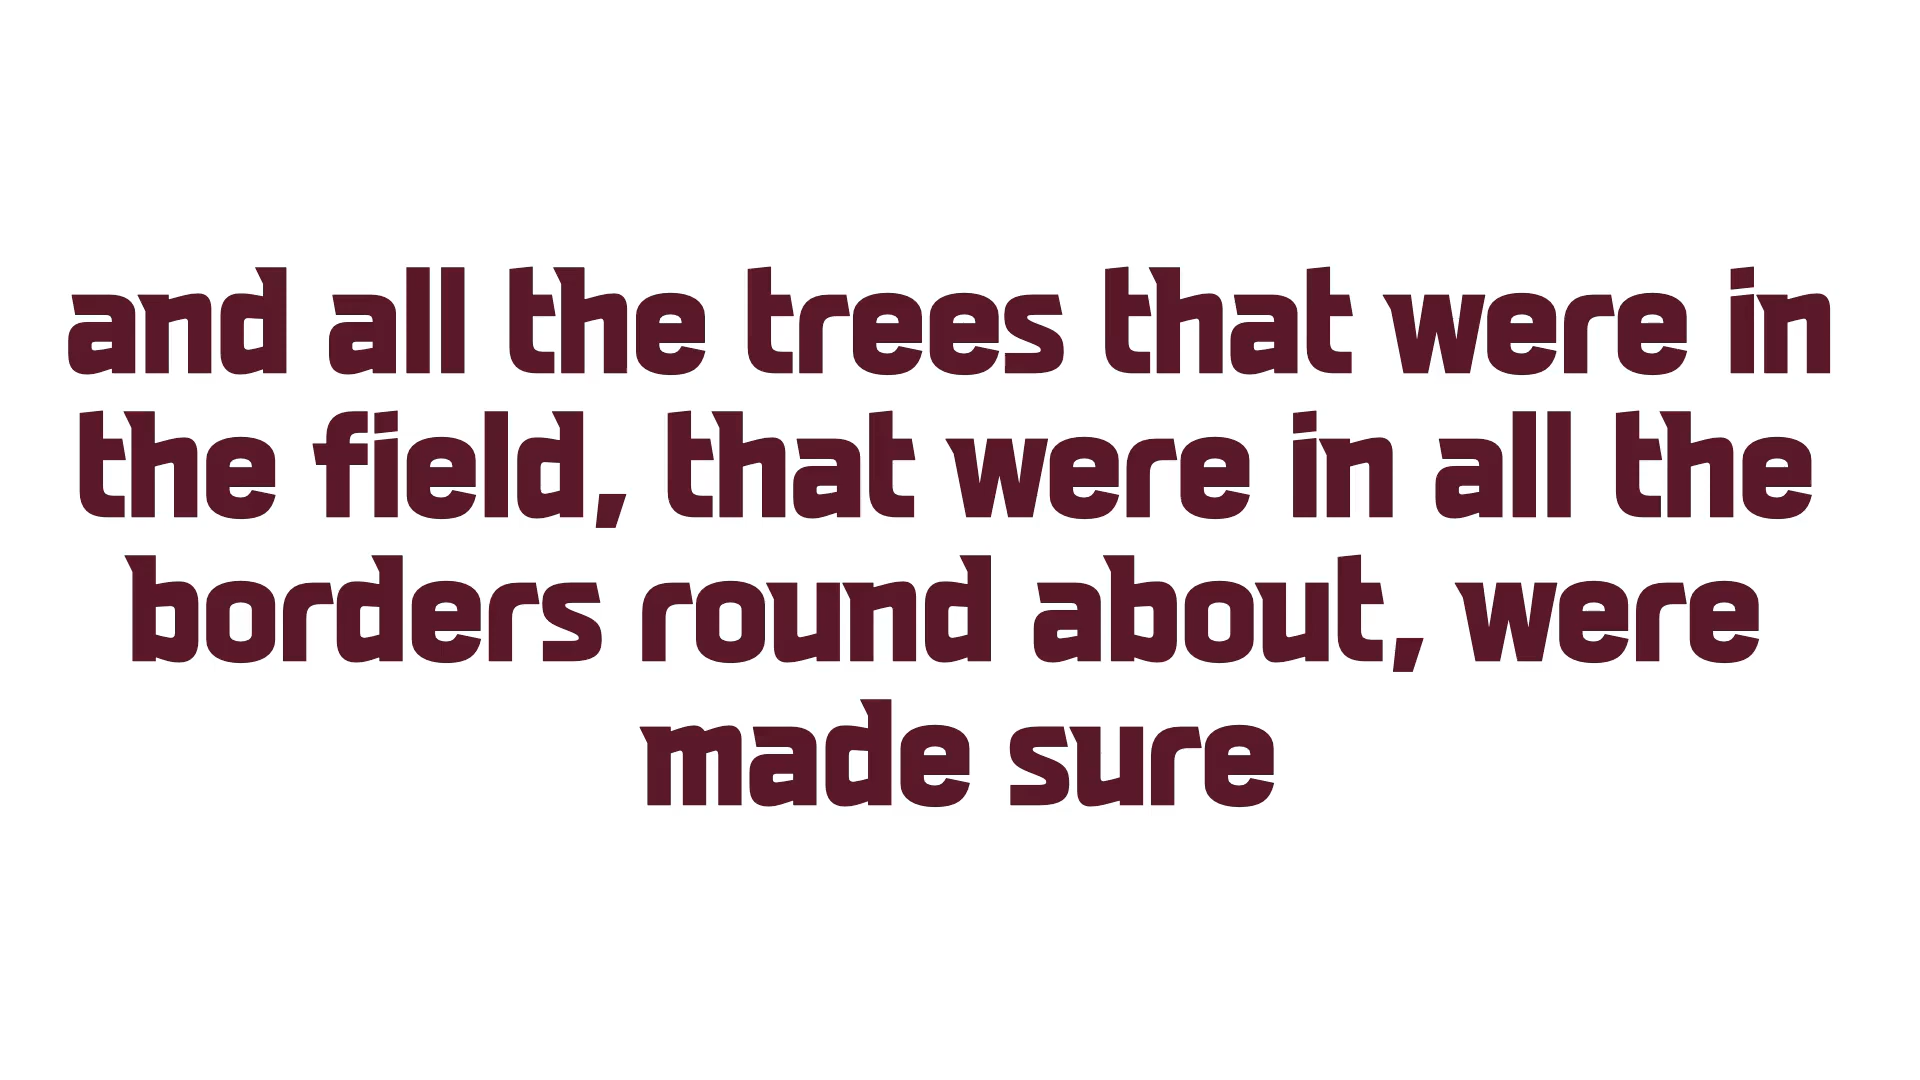 and all the trees that were in
the field, that were in all the
borders round about, were
made sure